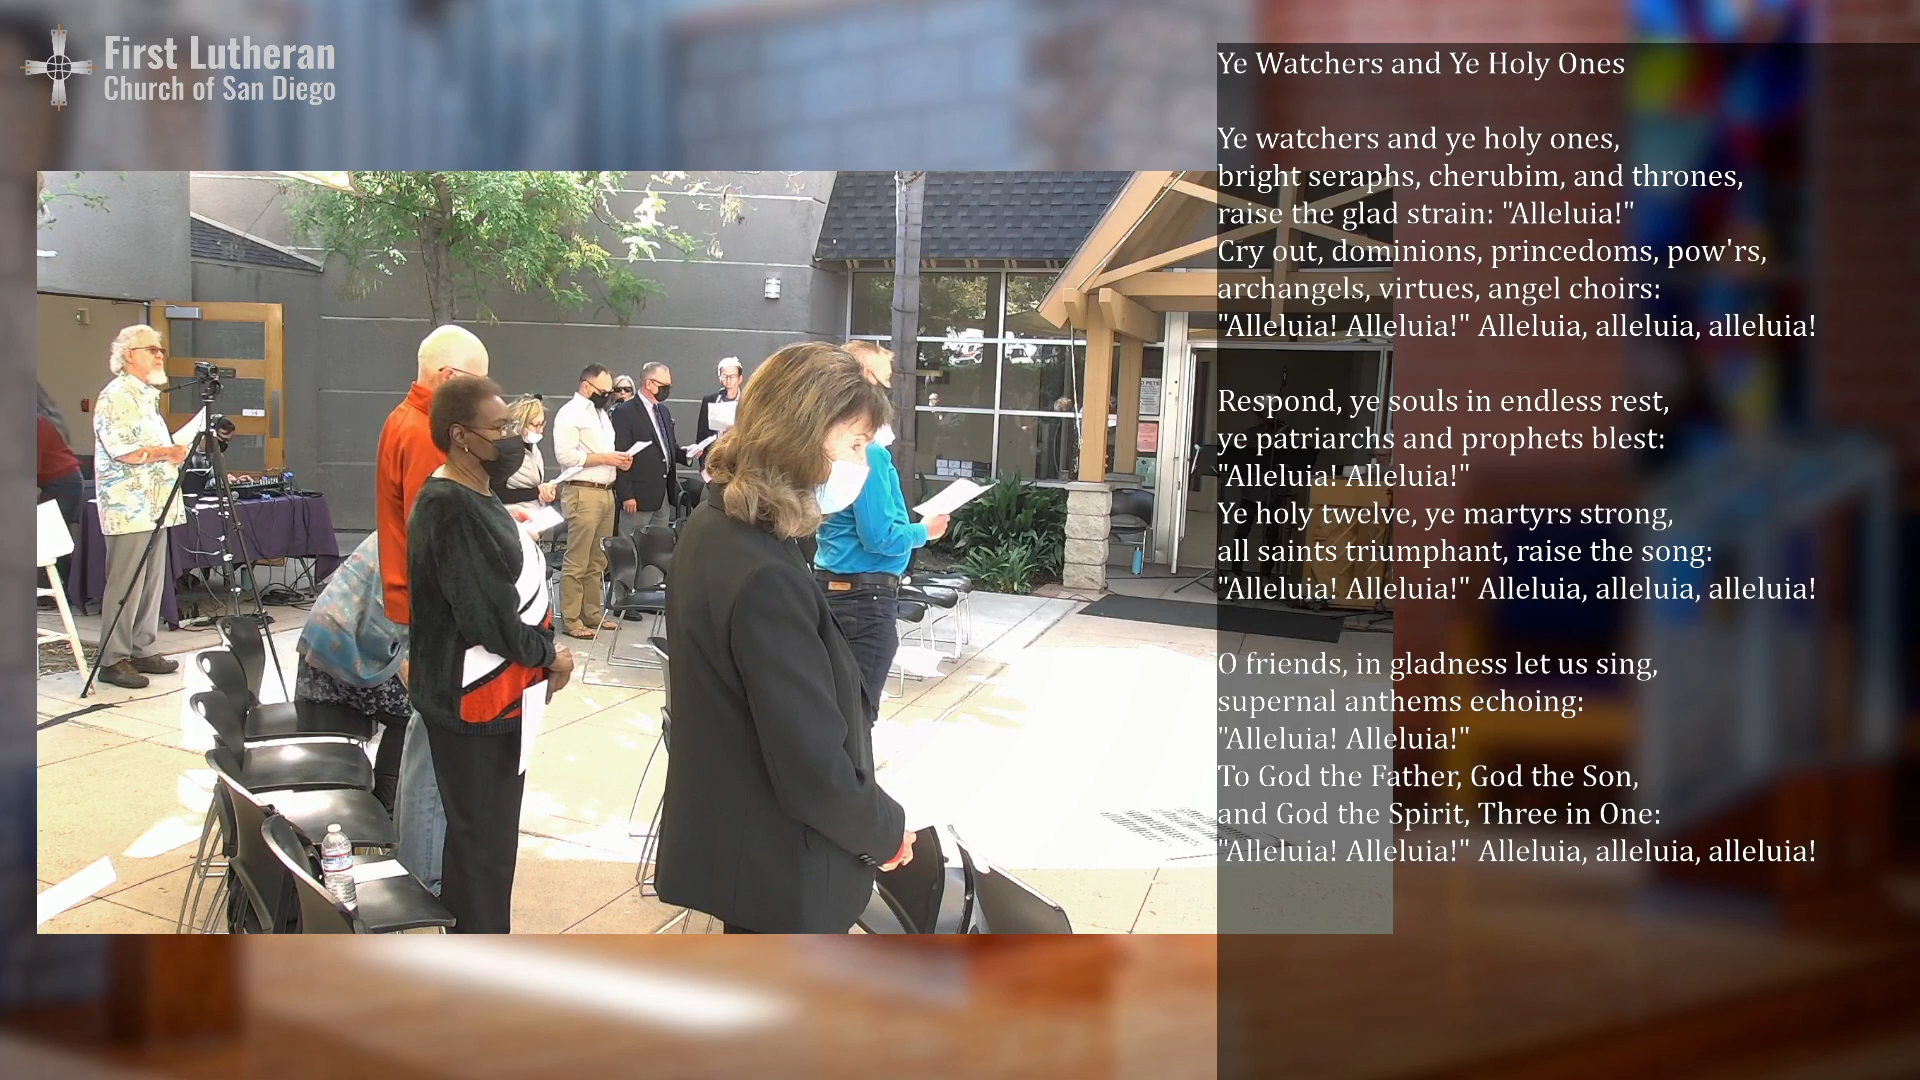 First Lutheran
Church of San Diego
Ye Watchers and Ye Holy Ones
Ye watchers and ye holy ones,
bright seraphs, cherubim, and thrones,
raise the glad strain: "Alleluia!"
Cry out, dominions, princedoms, pow'rs,
archangels, virtues, angel choirs:
"Alleluia! Alleluia!" Alleluia, alleluia, alleluia!
Respond, ye souls in endless rest,
ye patriarchs and prophets blest:
"Alleluia! Alleluia!"
Ye holy twelve, ye martyrs strong,
all saints triumphant, raise the song:
"Alleluia! Alleluia!" Alleluia, alleluia, alleluia!
O friends, in gladness let us sing,
supernal anthems echoing:
"Alleluia! Alleluia!"
To God the Father, God the Son,
and God the Spirit, Three in One:
"Alleluia! Alleluia!" Alleluia, alleluia, alleluia!